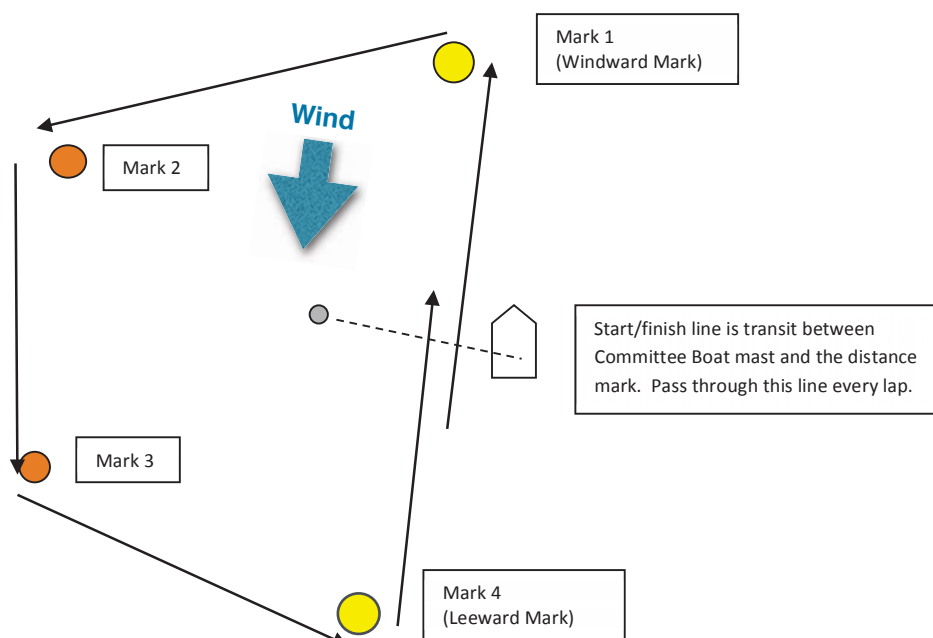 Mark 1
(Windward Mark)
Wind
Mark 2
Start/finish line is transit between
Committee Boat mast and the distance
mark. Pass through this line every lap.
Mark 3
Mark 4
(Leeward Mark)